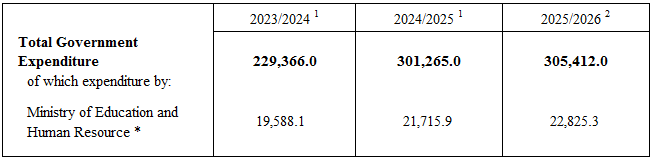 2023/2024 1 2024/2025 1 2025/2026 2
Total Government
Expenditure 229,366.0 301,265.0 305,412.0
of which expenditure by:
Ministry of Education and
Human Resource * 19,588.1 21,715.9 22,825.3